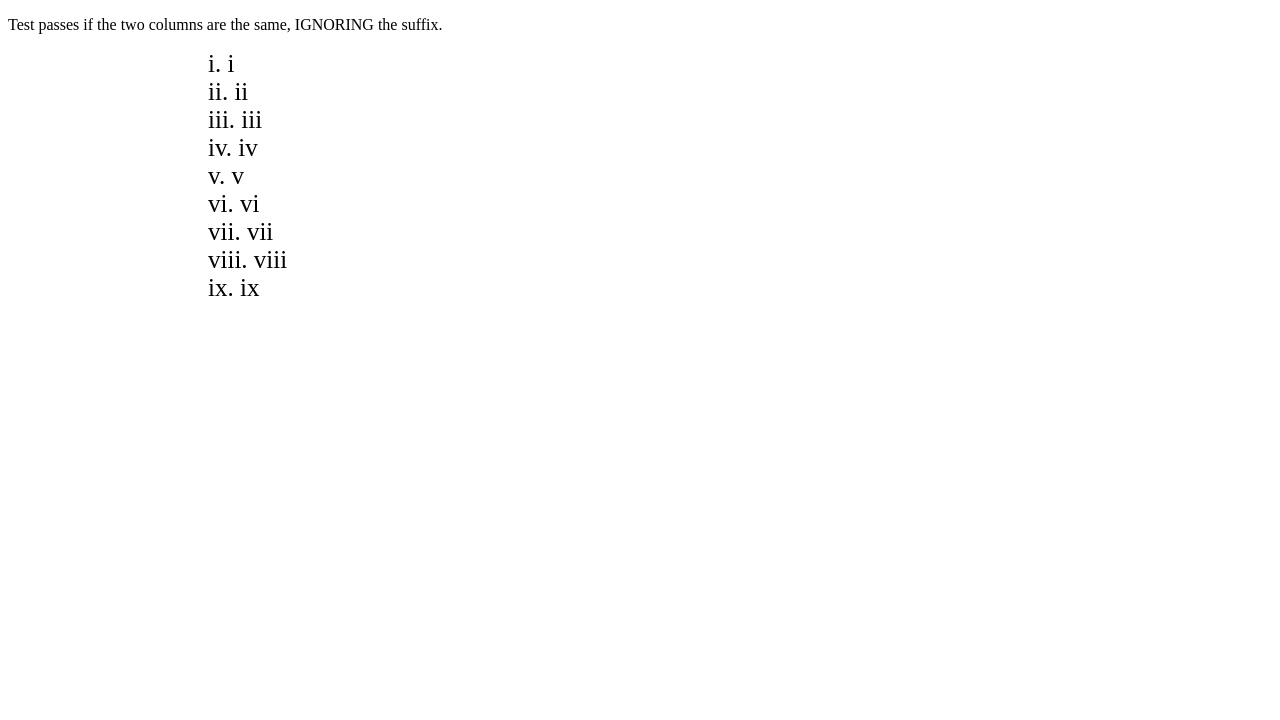 Test passes if the two columns are the same, IGNORING the suffix.
i. i
ii. ii
iii. iii
iv. iv
v. v
vi. vi
vii. vii
viii. viii
ix. ix